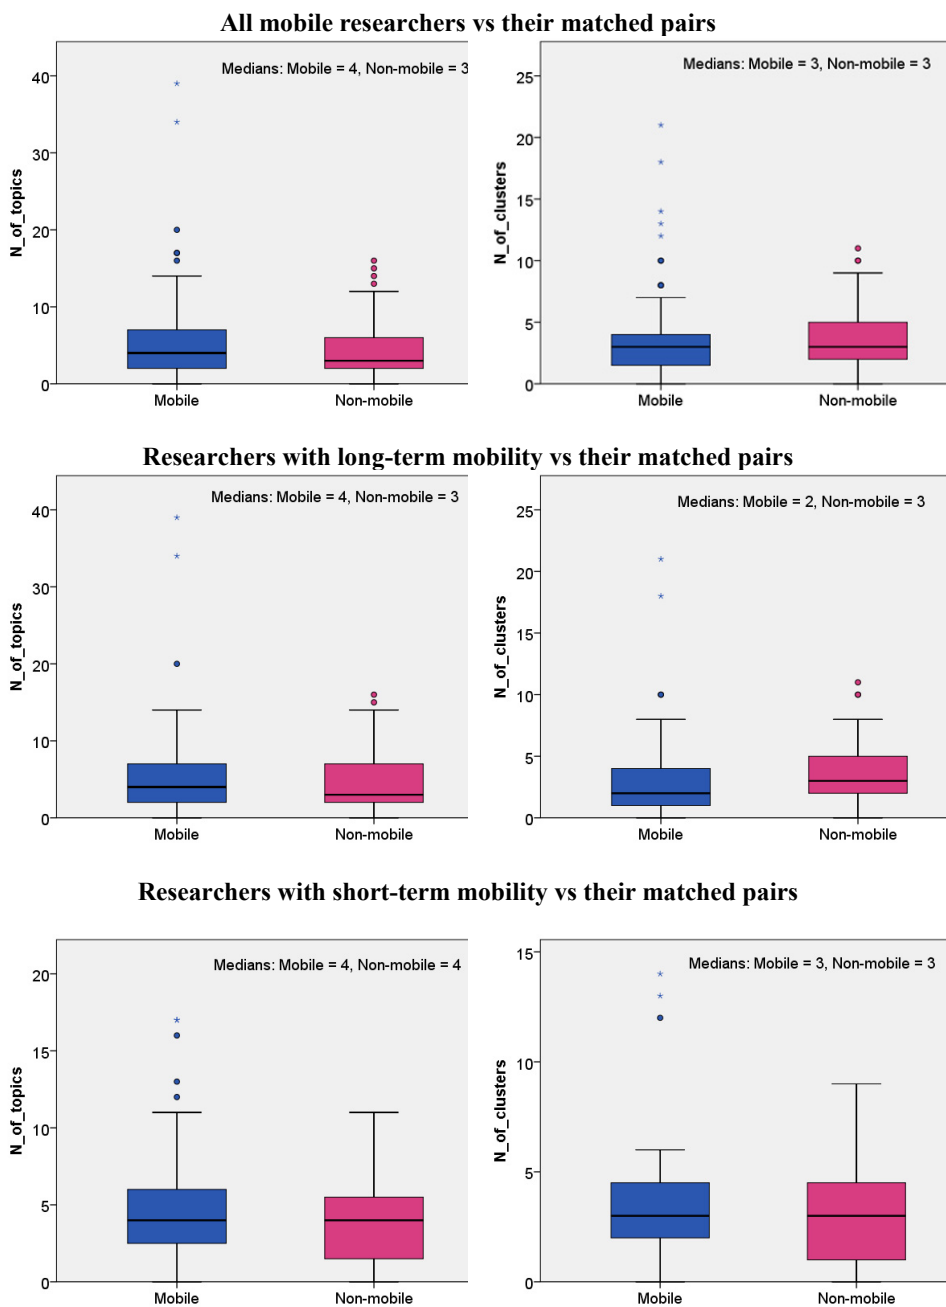 All mobile researchers vs their matched pairs
Medians: Mobile = 4, Non-mobile = 3
N_of_topics
40
30
20
10
0
Mobile Non-mobile
Medians: Mobile = 3, Non-mobile = 3
N_of_clusters
25
20
15
10
5
0
Mobile Non-mobile
Researchers with long-term mobility vs their matched pairs
Medians: Mobile = 4, Non-mobile = 3
N_of_topics
40
30
20
10
0
Mobile Non-mobile
Medians: Mobile = 2, Non-mobile = 3
N_of_clusters
25
20
15
10
5
0
Mobile Non-mobile
Researchers with short-term mobility vs their matched pairs
Medians: Mobile = 4, Non-mobile = 4
N_of_topics
20
15
10
5
0
Mobile Non-mobile
Medians: Mobile = 3, Non-mobile = 3
N_of_clusters
15
10
5
0
Mobile Non-mobile